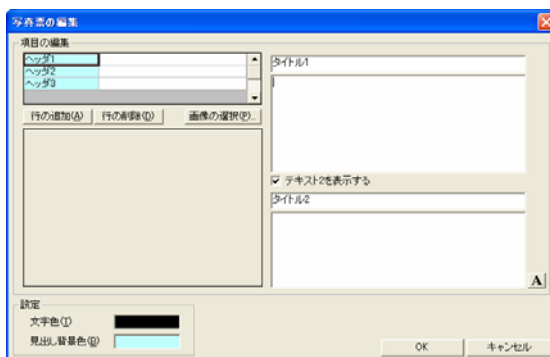 写真票の編集
項目の編集
ヘッダ1
ヘッダ2
ヘッダ3
行の追加(A)
行の削除(D)
画像の選択(P)...
タイトル1
テキスト2を表示する
タイトル2
A
設定
文字色(T)
見出し背景色(B)
OK
キャンセル